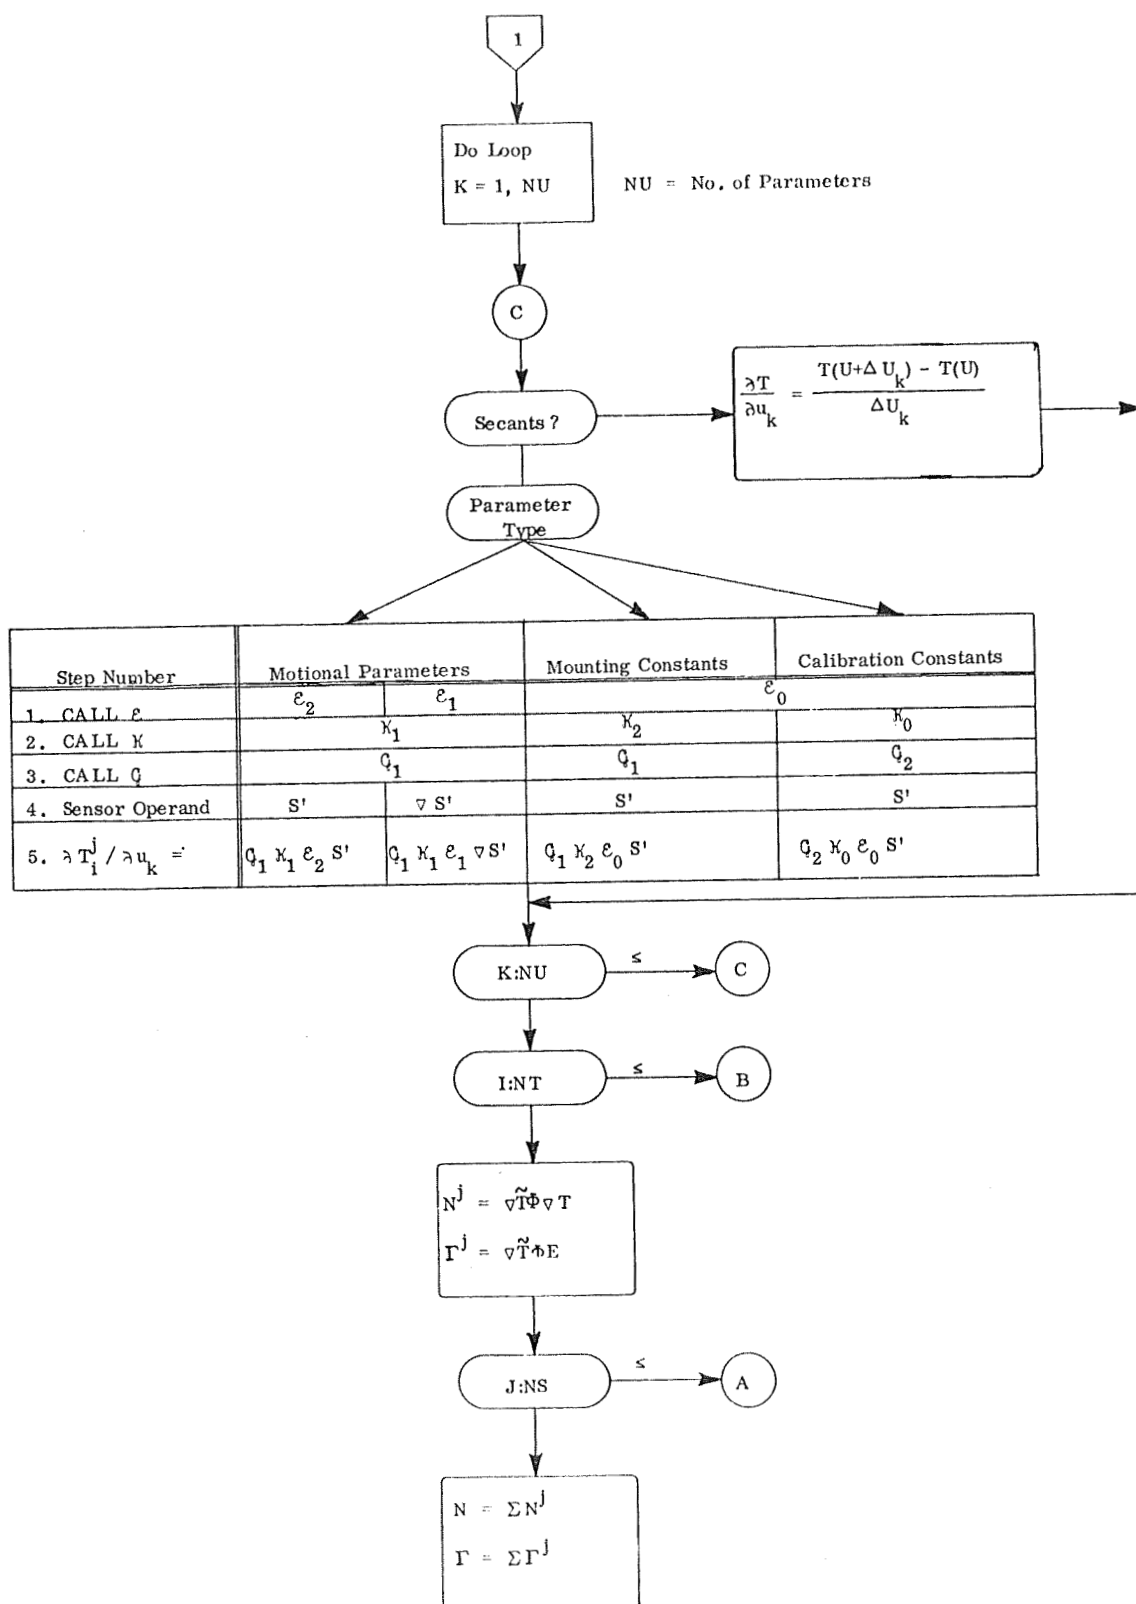 1
Do Loop
K = 1, NU
NU = No. of Parameters
C
Secants?
∂T/∂u_k = (T(U+Δ U_k) - T(U))/ΔU_k
Parameter
Type
Step Number Motional Parameters Mounting Constants Calibration Constants
1. CALL ℰ ℰ_2 ℰ_1 ℰ_0
2. CALL K K_1 K_2 K_0
3. CALL G G_1 G_1 G_2
4. Sensor Operand S' ∇ S' S' S'
5. ∂ T_i^j / ∂ u_k = G_1 K_1 ℰ_2 S' G_1 K_1 ℰ_1 ∇ S' G_1 K_2 ℰ_0 S' G_2 K_0 ℰ_0 S'
K:NU ≤ C
I:NT ≤ B
N^j = ∇T̃Φ∇ T
Γ^j = ∇T̃ΦE
J:NS ≤ A
N = Σ N^j
Γ = Σ Γ^j